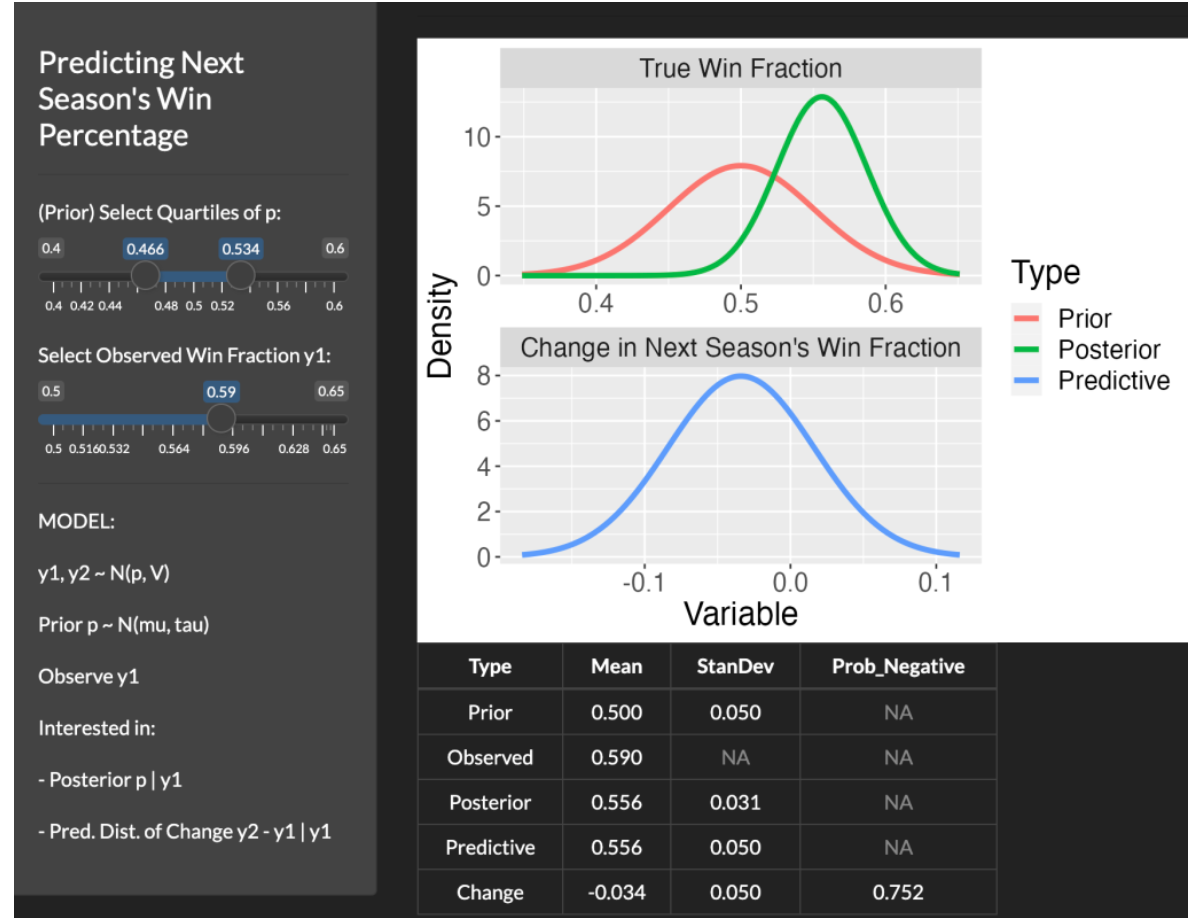 Predicting Next
Season's Win
Percentage
(Prior) Select Quartiles of p:
0.4 0.466 0.534 0.6
0.4 0.42 0.44 0.48 0.5 0.52 0.56 0.6
Select Observed Win Fraction y1:
0.5 0.59 0.65
0.5 0.5160.532 0.564 0.596 0.628 0.65
MODEL:
y1, y2 ~ N(p, V)
Prior p ~ N(mu, tau)
Observe y1
Interested in:
- Posterior p | y1
- Pred. Dist. of Change y2 - y1 | y1
True Win Fraction
10
5
0
0.4 0.5 0.6
Density
Change in Next Season's Win Fraction
8
6
4
2
0
-0.1 0.0 0.1
Variable
Type
Prior
Posterior
Predictive
Type Mean StanDev Prob_Negative
Prior 0.500 0.050 NA
Observed 0.590 NA NA
Posterior 0.556 0.031 NA
Predictive 0.556 0.050 NA
Change -0.034 0.050 0.752